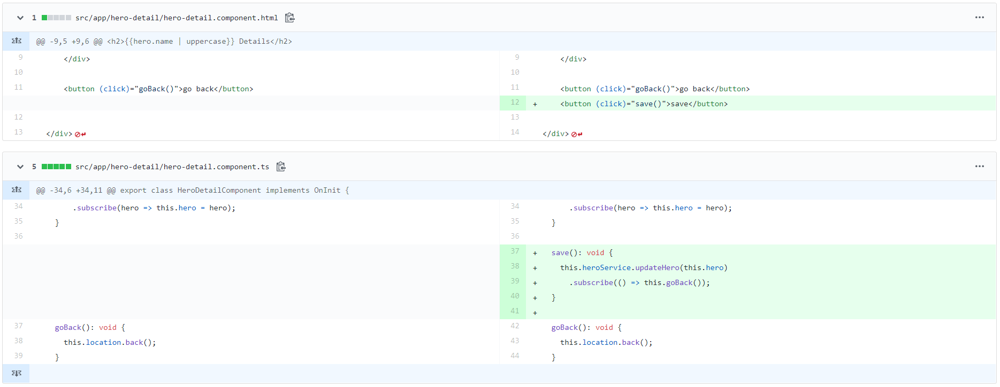 1 src/app/hero-detail/hero-detail.component.html
@@ -9,5 +9,6 @@ <h2>{{hero.name | uppercase}} Details</h2>
9 </div> 9 </div>
10 10
11 <button (click)="goBack()">go back</button> 11 <button (click)="goBack()">go back</button>
12 + <button (click)="save()">save</button>
12 13
13 </div> 14 </div>
5 src/app/hero-detail/hero-detail.component.ts
@@ -34,6 +34,11 @@ export class HeroDetailComponent implements OnInit {
34 .subscribe(hero => this.hero = hero); 34 .subscribe(hero => this.hero = hero);
35 } 35 }
36 36
37 + save(): void {
38 + this.heroService.updateHero(this.hero)
39 + .subscribe(() => this.goBack());
40 + }
41 +
37 goBack(): void { 42 goBack(): void {
38 this.location.back(); 43 this.location.back();
39 } 44 }